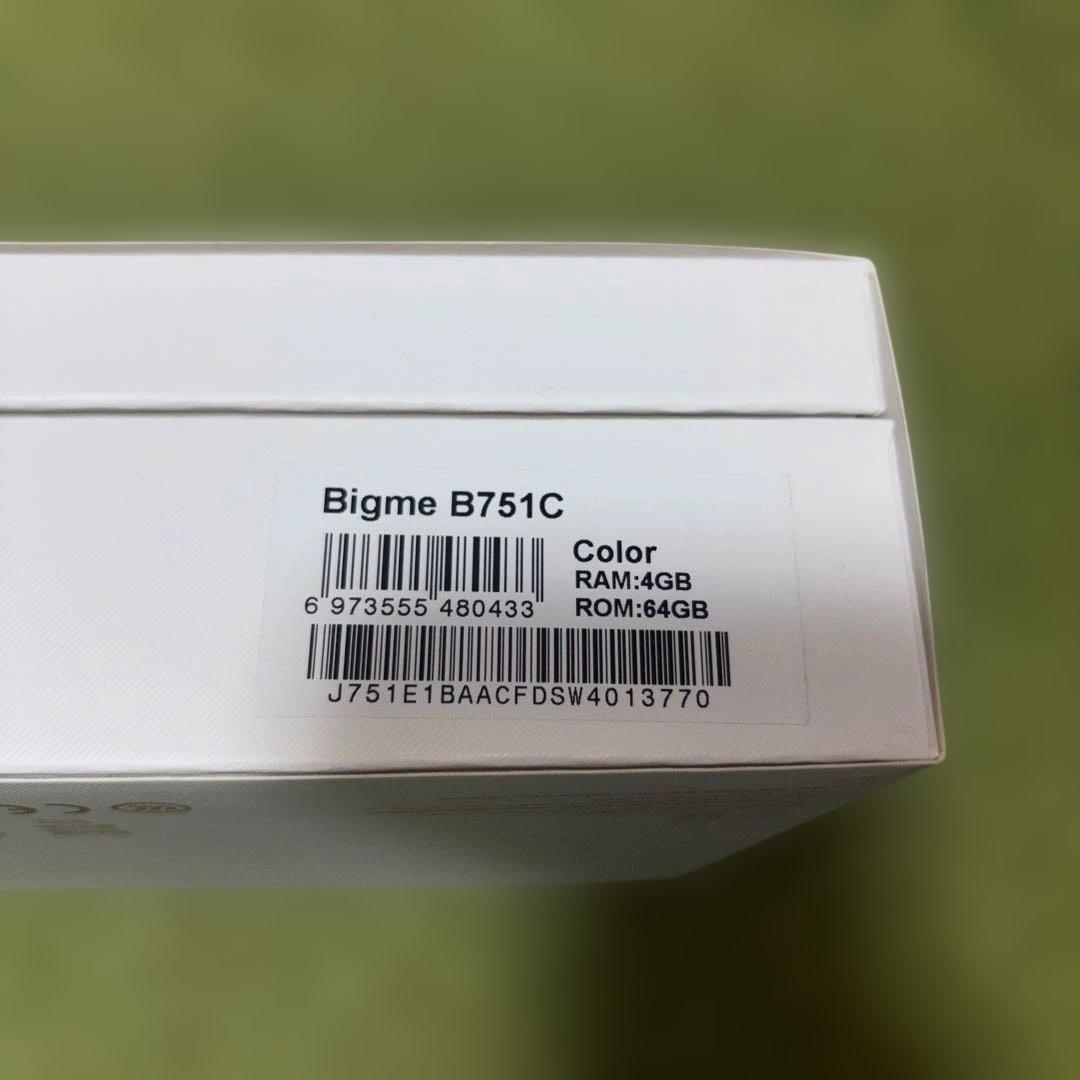 Bigme B751C
Color
RAM:4GB
ROM:64GB
6 973555 480433
J751E1BAACFDSW4013770